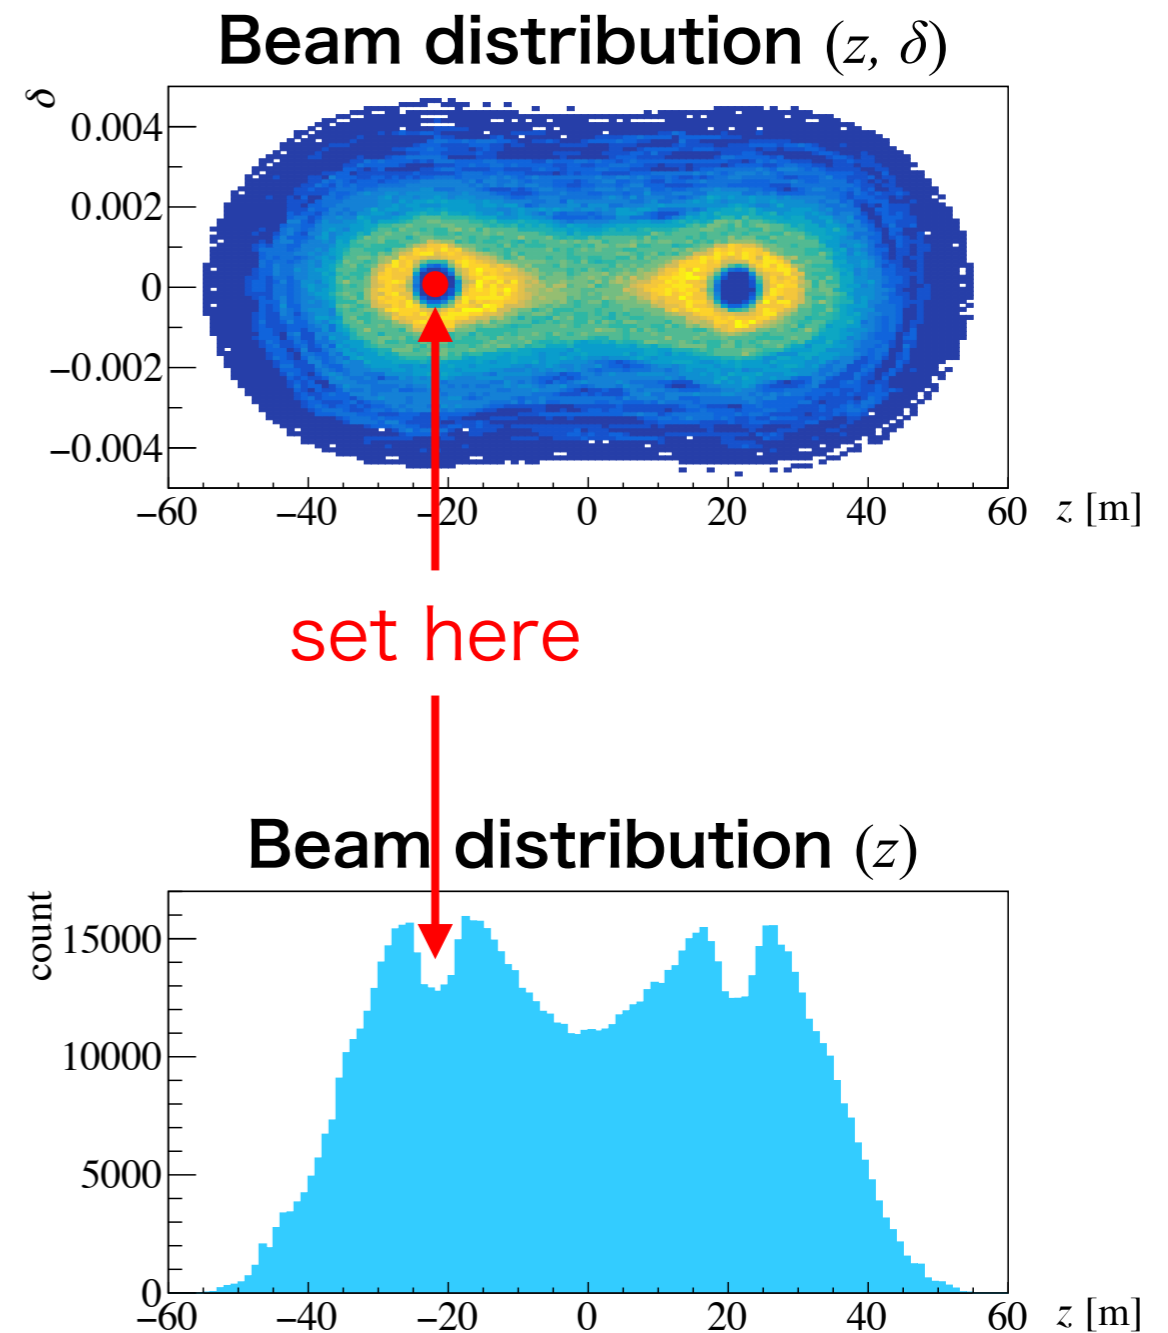 Beam distribution (z, δ)
δ
0.004
0.002
0
−0.002
−0.004
−60 −40 −20 0 20 40 60 z [m]
set here
Beam distribution (z)
count
15000
10000
5000
0
−60 −40 −20 0 20 40 60 z [m]